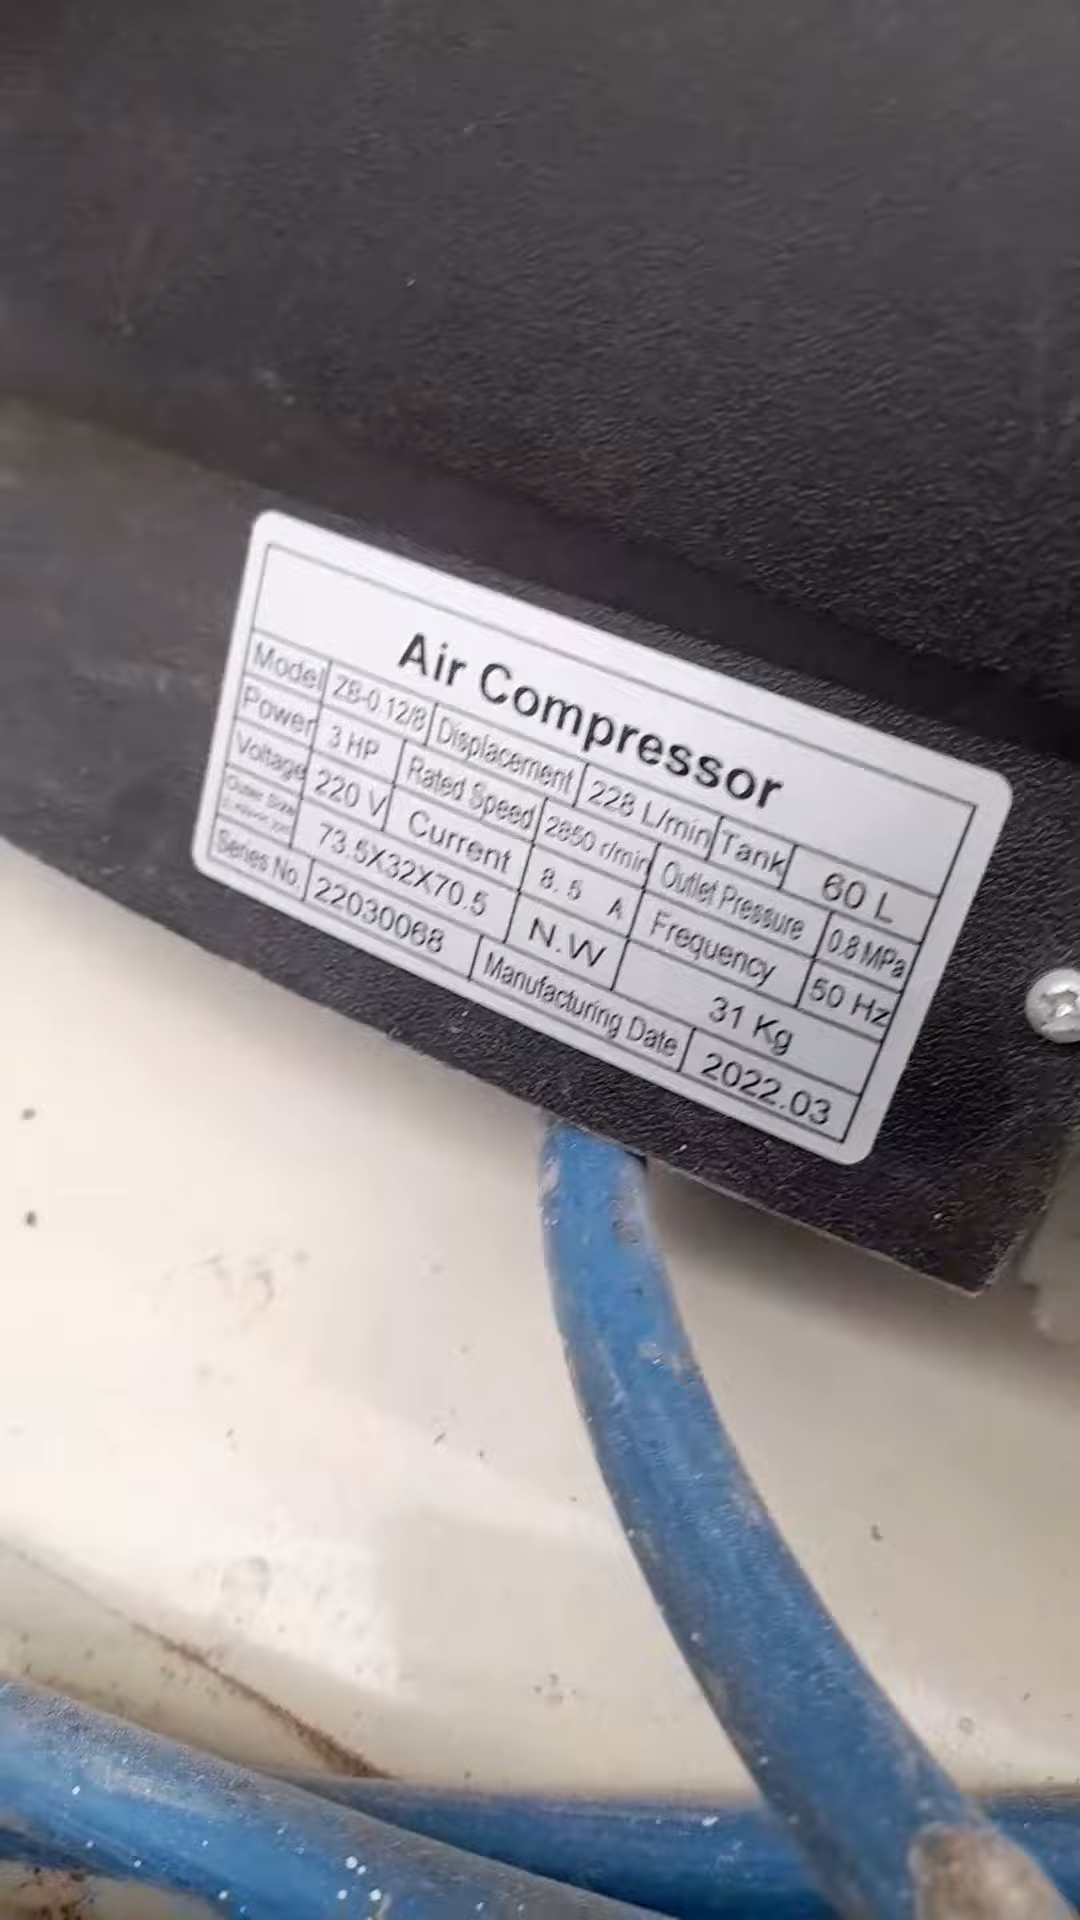 Air Compressor
Model ZB-0.12/8 Displacement 228 L/min Tank 60 L
Power 3 HP Rated Speed 2850 r/min Outlet Pressure 0.8 MPa
Voltage 220 V Current 8.5 A Frequency 50 Hz
73.5X32X70.5 N.W 31 Kg
Series No. 22030068 Manufacturing Date 2022.03